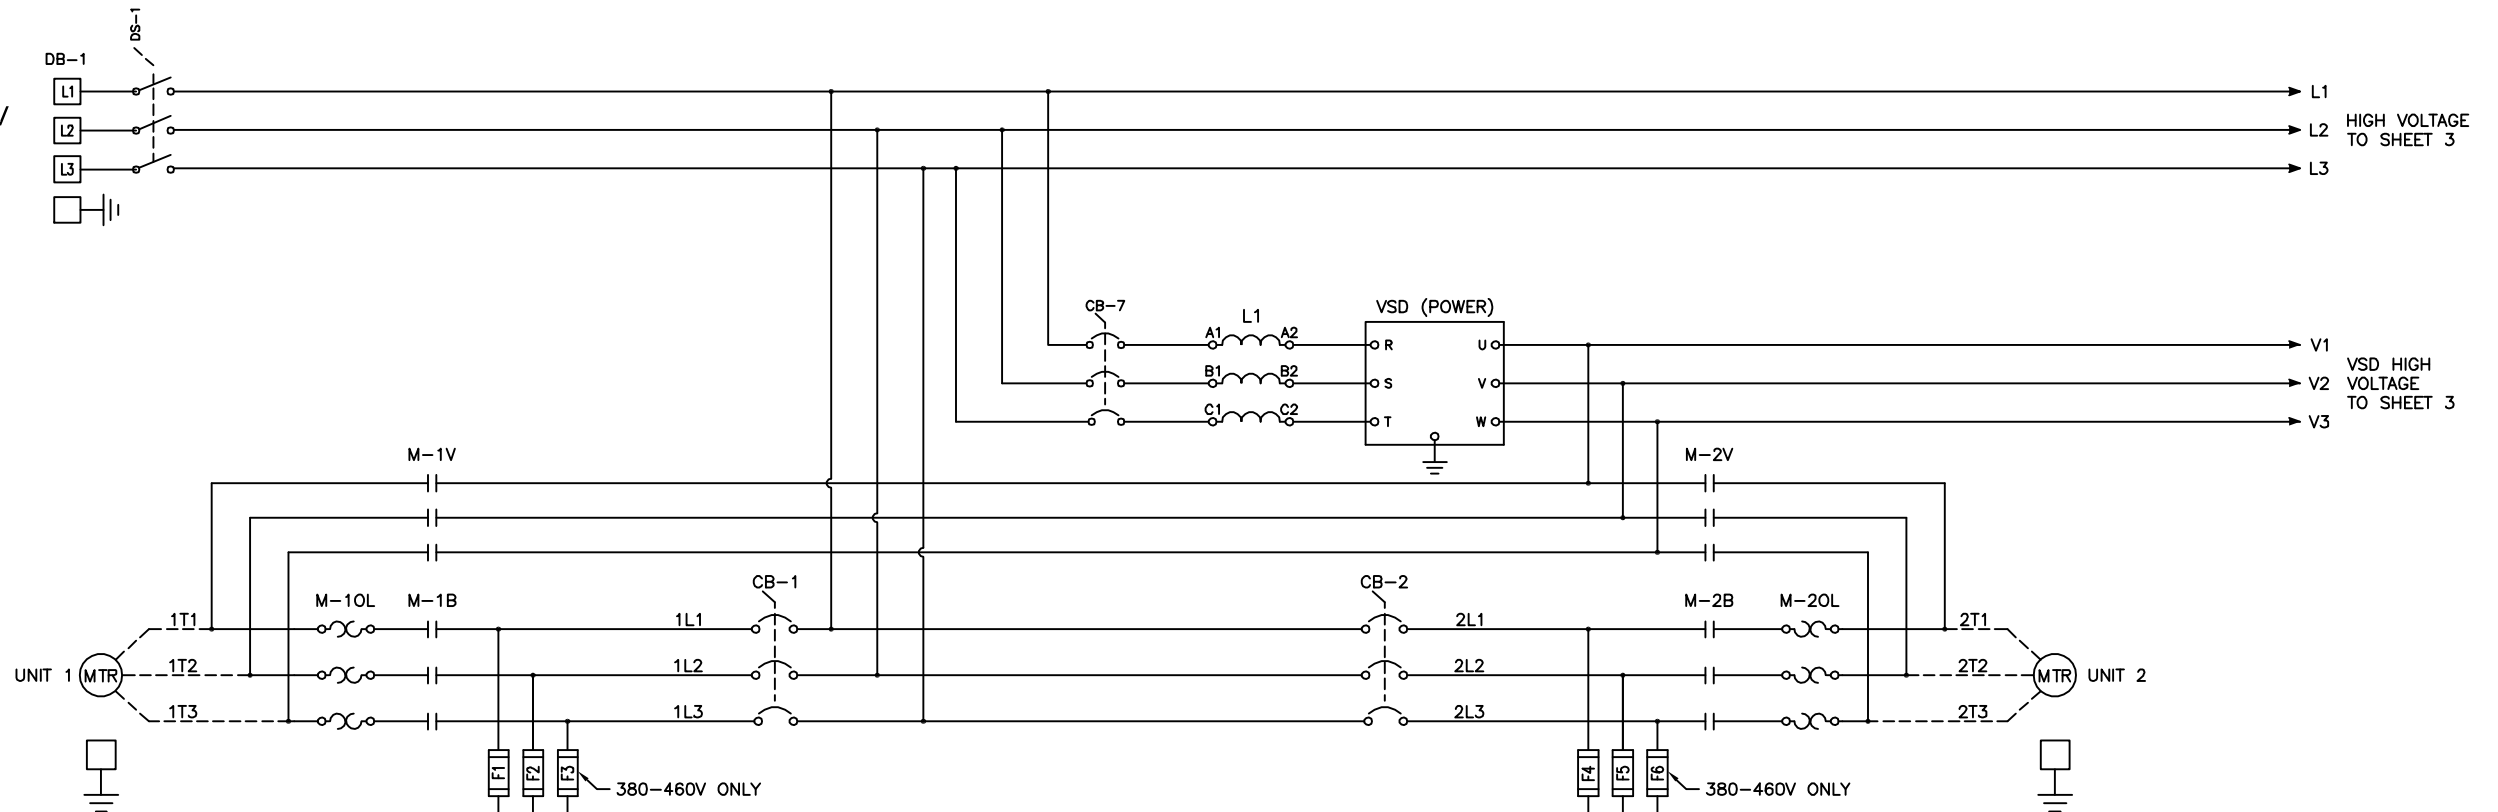 DS-1
DB-1
L1
L1
L2
L2
HIGH VOLTAGE
TO SHEET 3
L3
L3
CB-7
L1
VSD (POWER)
A1
A2
R
U
V1
B1
B2
S
V
V2
VSD HIGH
VOLTAGE
TO SHEET 3
C1
C2
T
W
V3
M-1V
M-2V
M-1OL
M-1B
CB-1
CB-2
M-2B
M-2OL
1T1
1L1
2L1
2T1
UNIT 1
MTR
1T2
1L2
2L2
2T2
MTR
UNIT 2
1T3
1L3
2L3
2T3
F1
F2
F3
380-460V ONLY
F4
F5
F6
380-460V ONLY